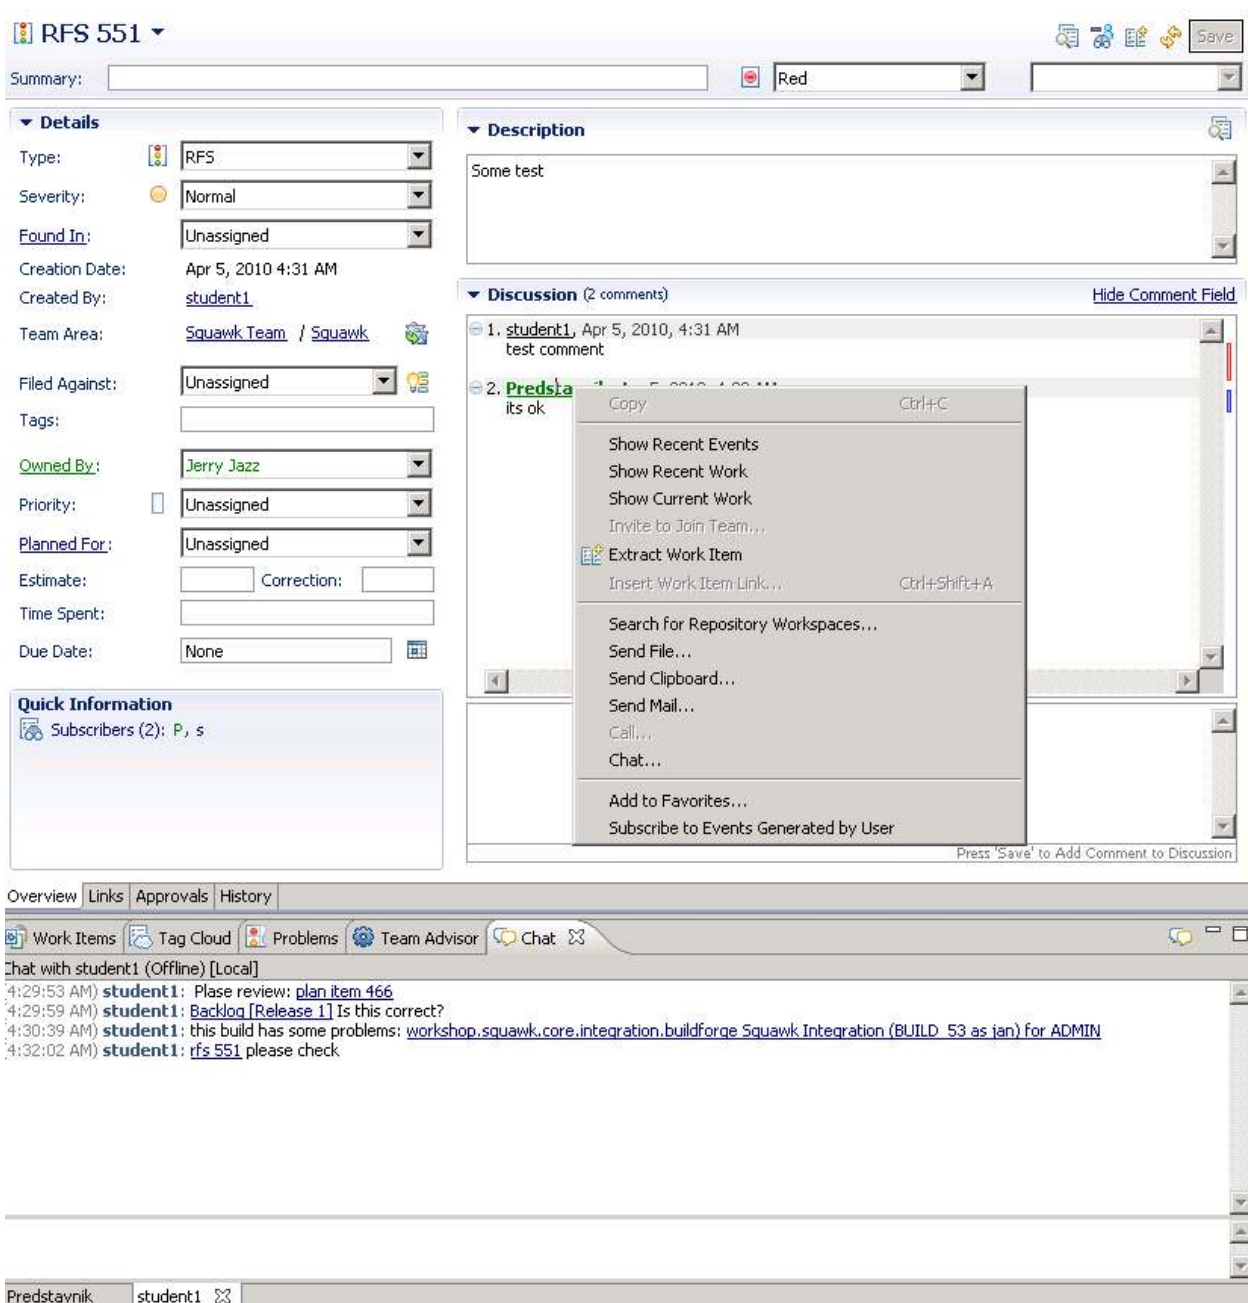 RFS 551
Save
Summary:
Red
Details
Type: RFS
Severity: Normal
Found In: Unassigned
Creation Date: Apr 5, 2010 4:31 AM
Created By: student1
Team Area: Squawk Team / Squawk
Filed Against: Unassigned
Tags:
Owned By: Jerry Jazz
Priority: Unassigned
Planned For: Unassigned
Estimate: Correction:
Time Spent:
Due Date: None
Quick Information
Subscribers (2): P, s
Description
Some test
Discussion (2 comments) Hide Comment Field
1. student1, Apr 5, 2010, 4:31 AM
test comment
2. Predsta
its ok
Copy Ctrl+C
Show Recent Events
Show Recent Work
Show Current Work
Invite to Join Team...
Extract Work Item
Insert Work Item Link... Ctrl+Shift+A
Search for Repository Workspaces...
Send File...
Send Clipboard...
Send Mail...
Call...
Chat...
Add to Favorites...
Subscribe to Events Generated by User
Press 'Save' to Add Comment to Discussion
Overview Links Approvals History
Work Items Tag Cloud Problems Team Advisor Chat
Chat with student1 (Offline) [Local]
4:29:53 AM) student1: Plase review: plan item 466
4:29:59 AM) student1: Backlog [Release 1] Is this correct?
4:30:39 AM) student1: this build has some problems: workshop.squawk.core.integration.buildforge Squawk Integration (BUILD_53 as jan) for ADMIN
4:32:02 AM) student1: rfs 551 please check
Predstavnik student1